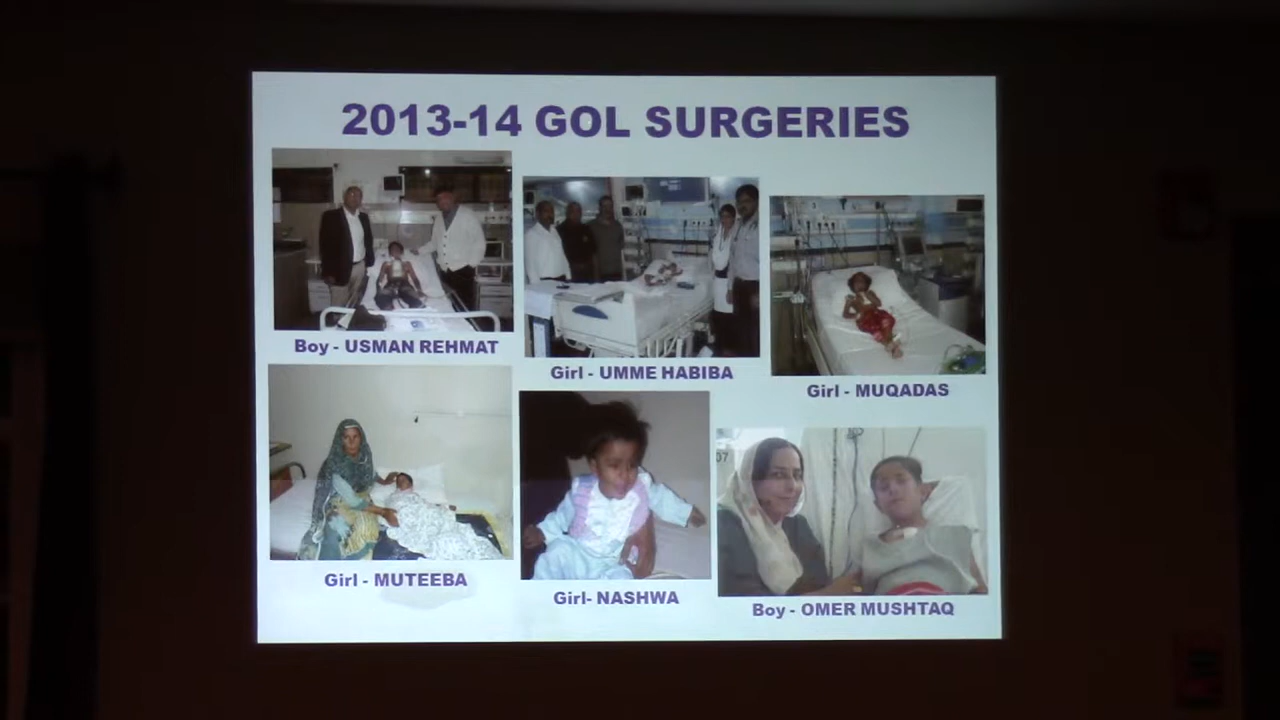 2013-14 GOL SURGERIES
Boy - USMAN REHMAT
Girl - UMME HABIBA
Girl - MUQADAS
07
Girl - MUTEEBA
Girl- NASHWA
Boy - OMER MUSHTAQ